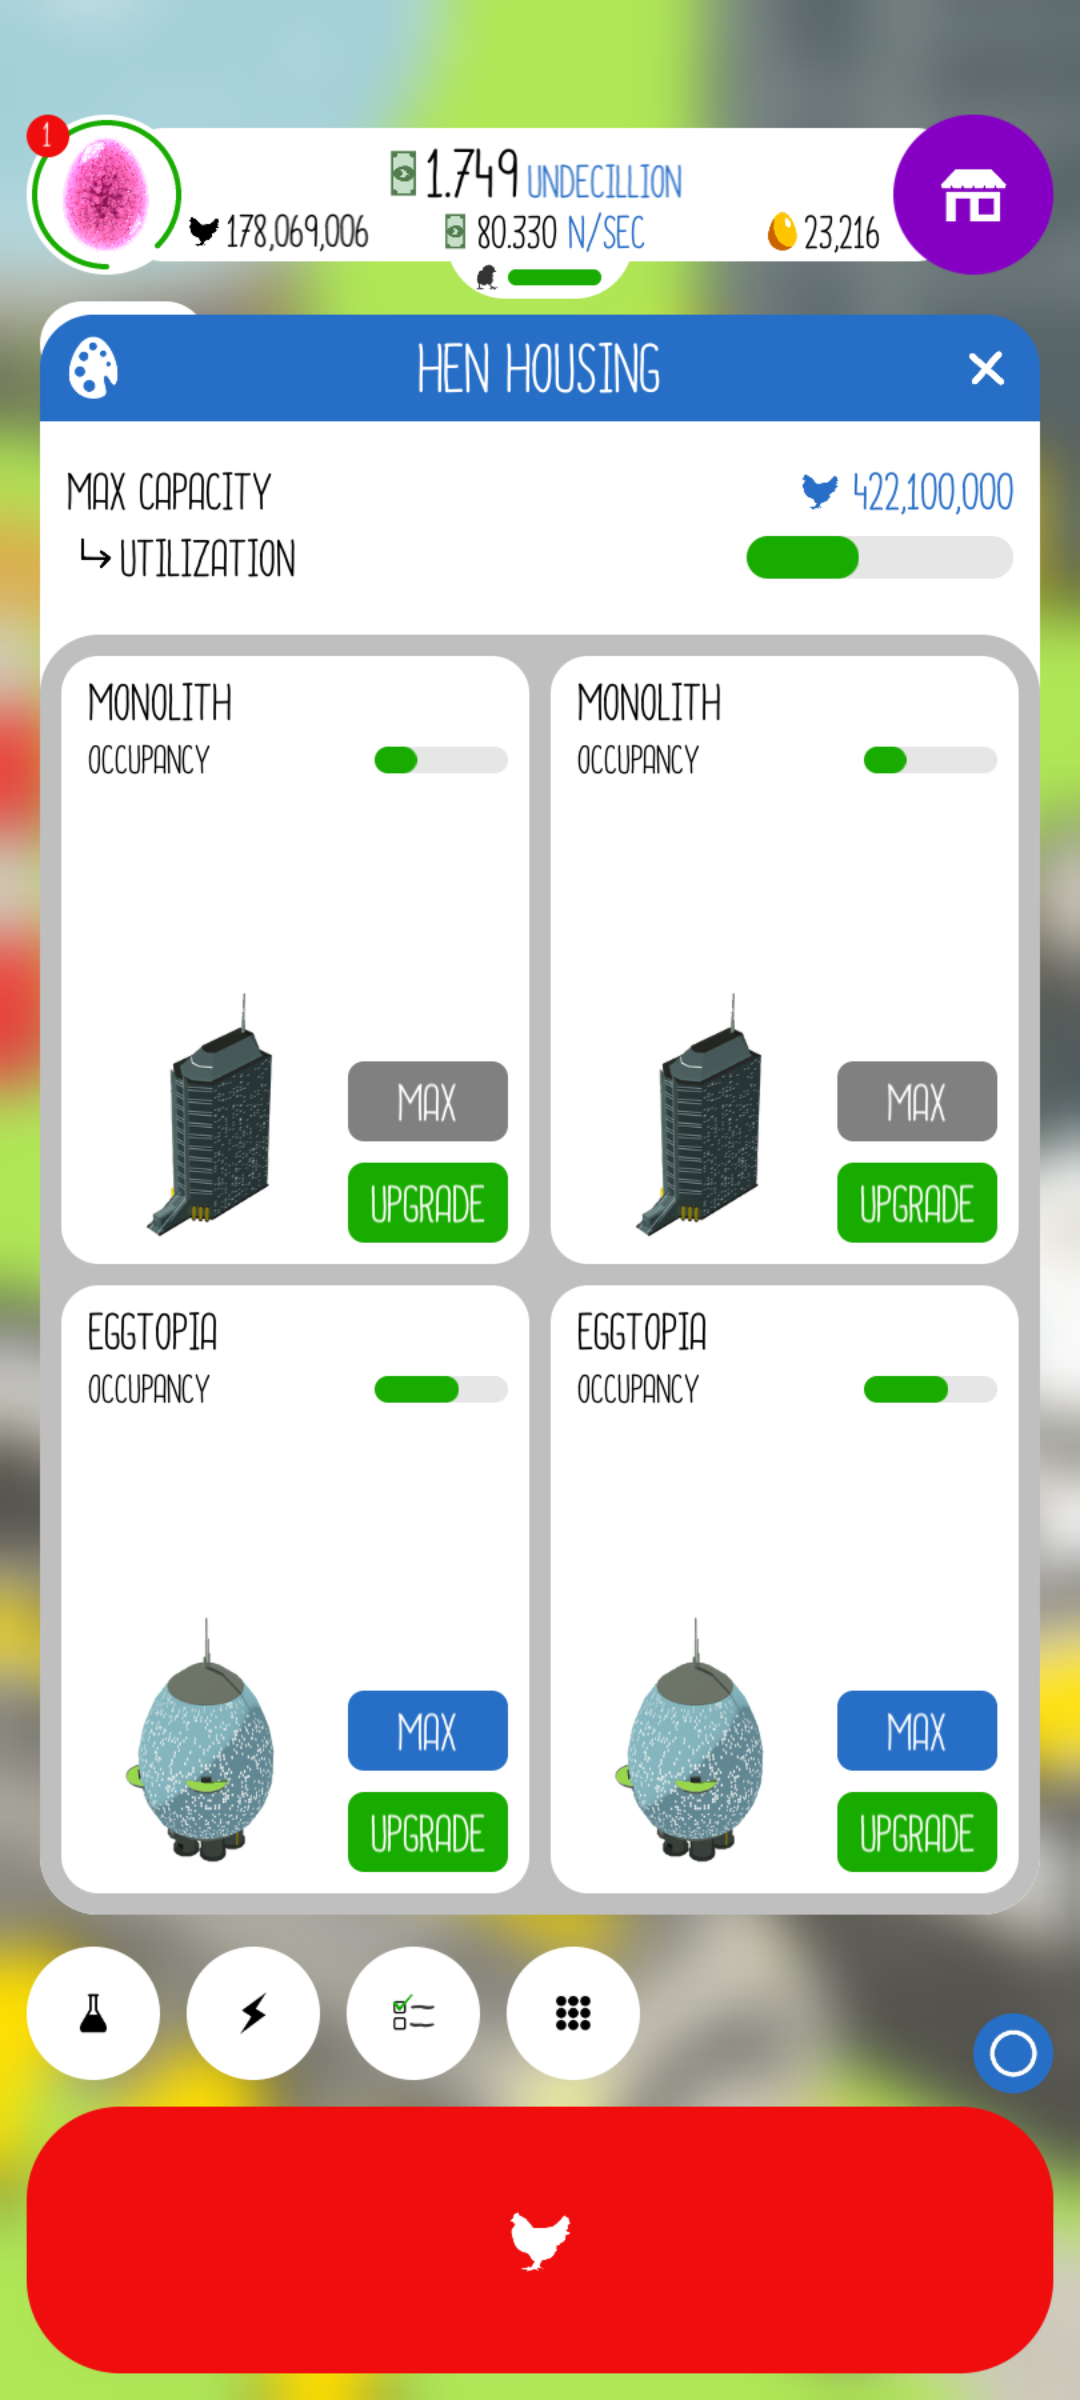 1
1.749 UNDECILLION
178,069,006 80.330 N/SEC 23,216
HEN HOUSING
MAX CAPACITY 422,100,000
UTILIZATION
MONOLITH
OCCUPANCY
MAX
UPGRADE
MONOLITH
OCCUPANCY
MAX
UPGRADE
EGGTOPIA
OCCUPANCY
MAX
UPGRADE
EGGTOPIA
OCCUPANCY
MAX
UPGRADE